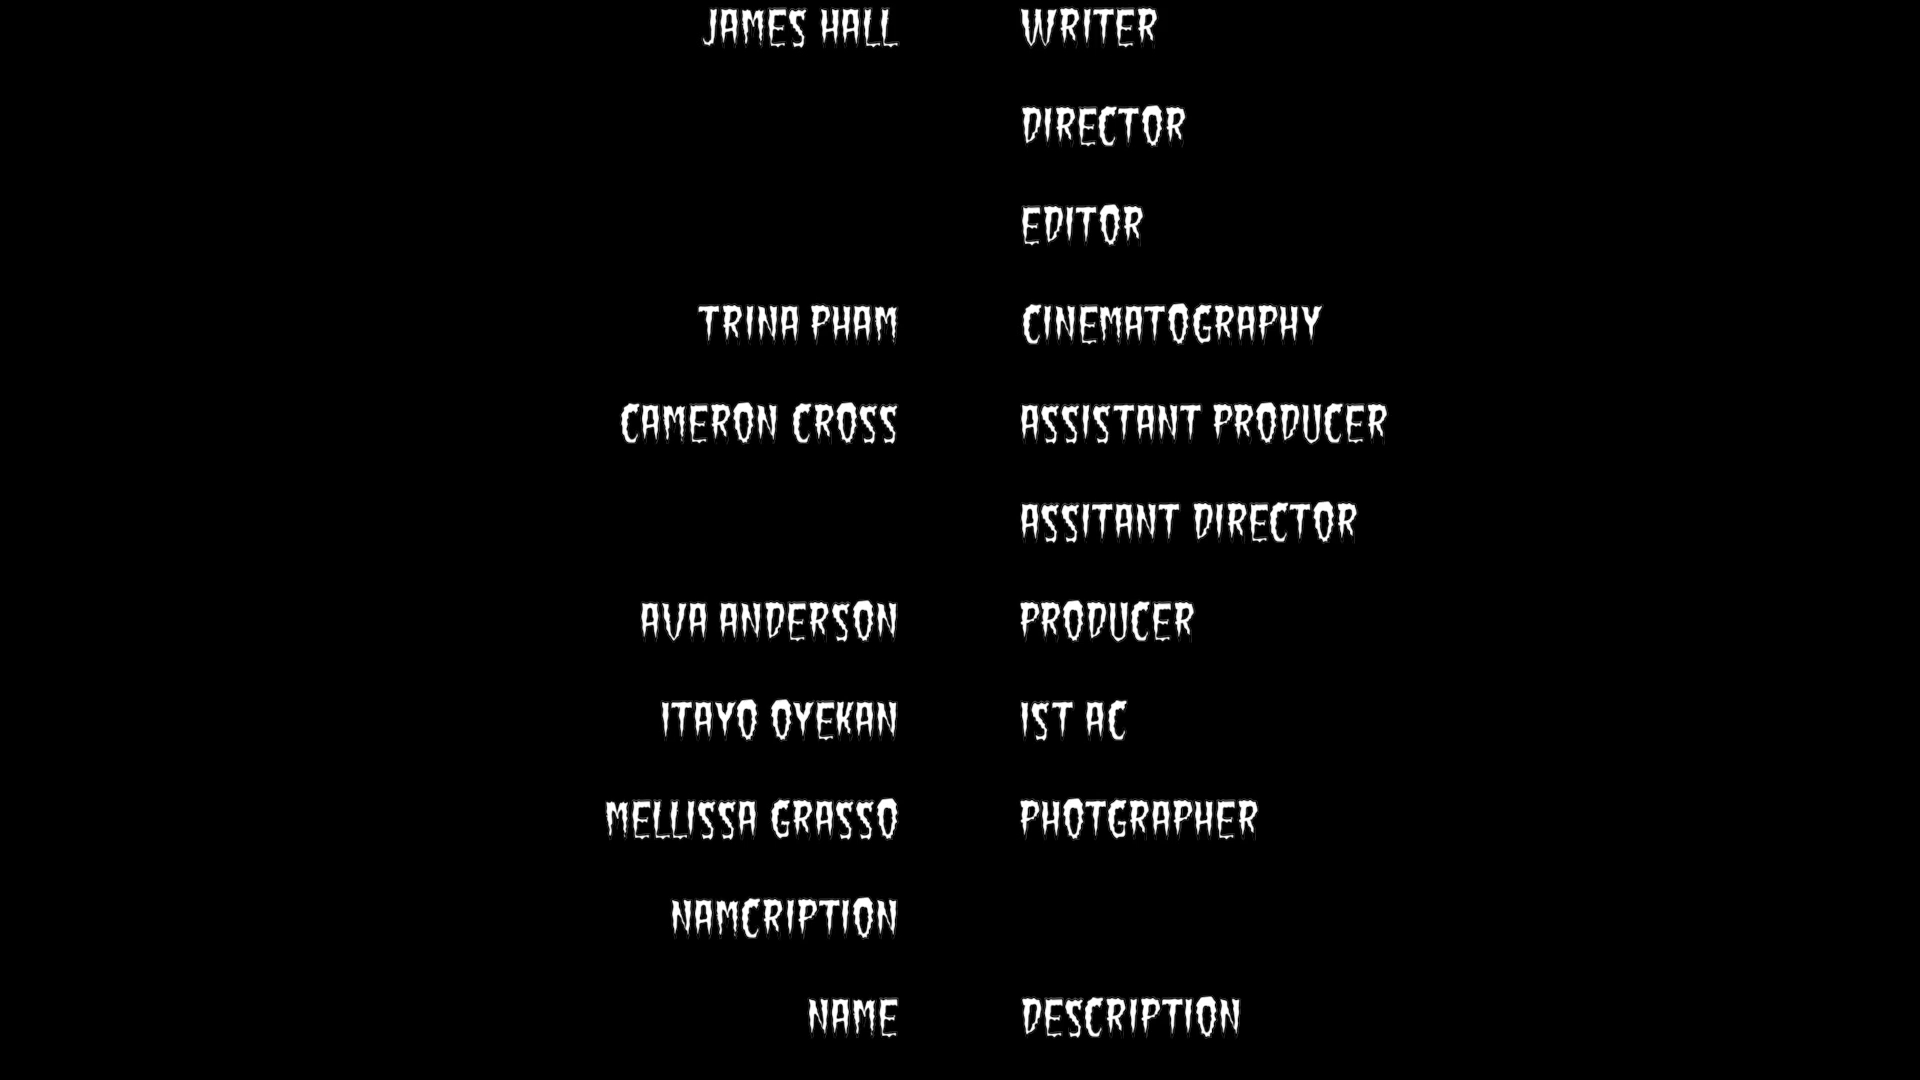 JAMES HALL WRITER
DIRECTOR
EDITOR
TRINA PHAM CINEMATOGRAPHY
CAMERON CROSS ASSISTANT PRODUCER
ASSITANT DIRECTOR
AVA ANDERSON PRODUCER
ITAYO OYEKAN 1ST AC
MELLISSA GRASSO PHOTGRAPHER
NAMCRIPTION
NAME DESCRIPTION